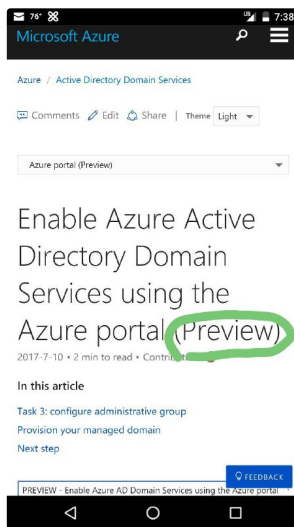 76° 7:38
Microsoft Azure
Azure / Active Directory Domain Services
Comments Edit Share | Theme Light
Azure portal (Preview)
Enable Azure Active
Directory Domain
Services using the
Azure portal (Preview)
2017-7-10 • 2 min to read •
In this article
Task 3: configure administrative group
Provision your managed domain
Next step
FEEDBACK
PREVIEW - Enable Azure AD Domain Services using the Azure portal